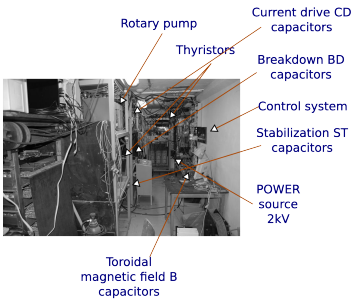 Current drive CD
capacitors
Rotary pump
Thyristors
Breakdown BD
capacitors
Control system
Stabilization ST
capacitors
POWER
source
2kV
Toroidal
magnetic field B
capacitors